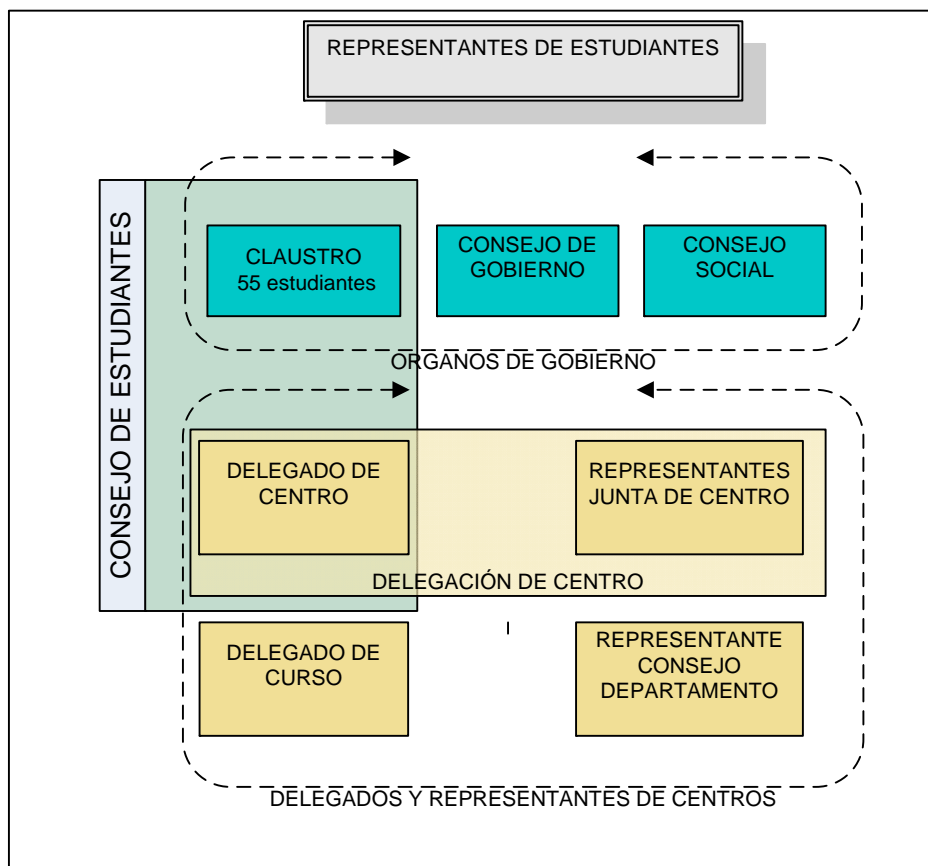 REPRESENTANTES DE ESTUDIANTES
CONSEJO DE ESTUDIANTES
CLAUSTRO
55 estudiantes
CONSEJO DE
GOBIERNO
CONSEJO
SOCIAL
ORGANOS DE GOBIERNO
DELEGADO DE
CENTRO
REPRESENTANTES
JUNTA DE CENTRO
DELEGACIÓN DE CENTRO
DELEGADO DE
CURSO
REPRESENTANTE
CONSEJO
DEPARTAMENTO
DELEGADOS Y REPRESENTANTES DE CENTROS